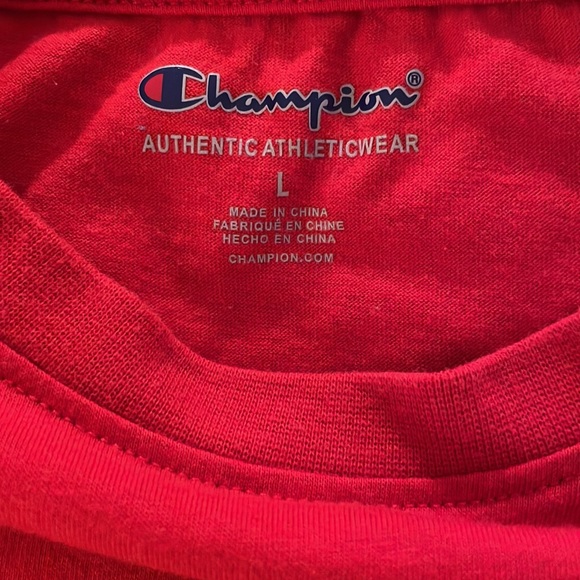 Champion®
AUTHENTIC ATHLETICWEAR
L
MADE IN CHINA
FABRIQUÉ EN CHINE
HECHO EN CHINA
CHAMPION.COM